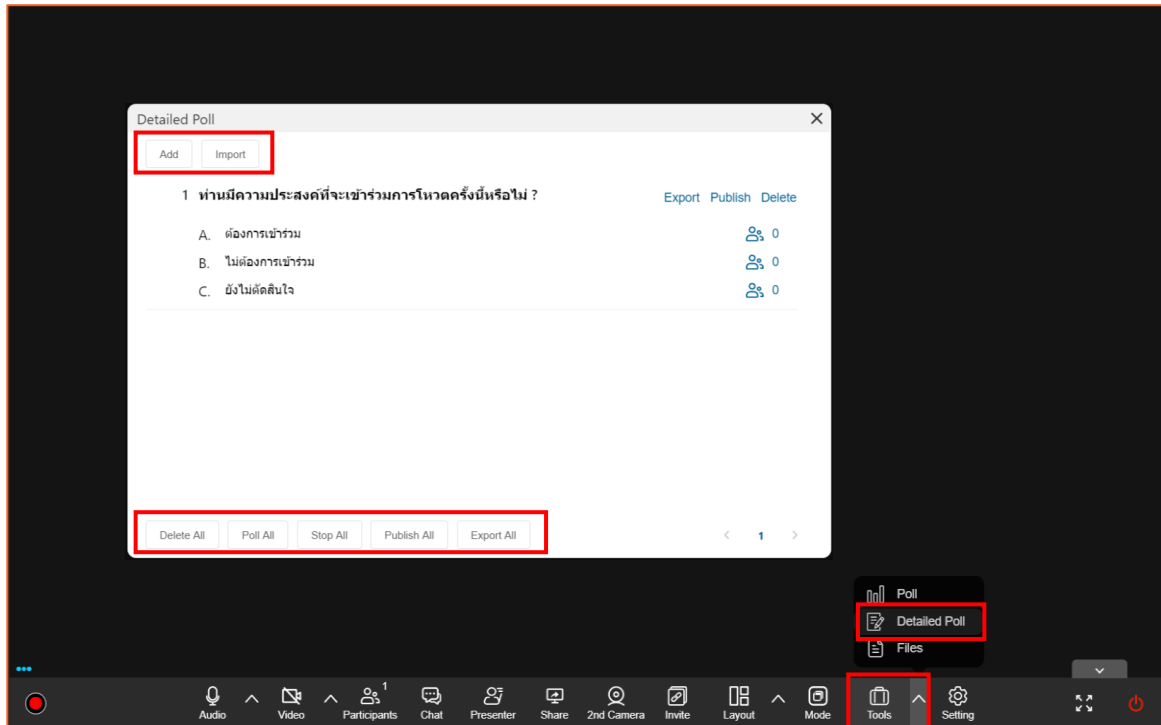 Detailed Poll
Add Import
1 ท่านมีความประสงค์ที่จะเข้าร่วมการโหวตครั้งนี้หรือไม่ ? Export Publish Delete
A. ต้องการเข้าร่วม 0
B. ไม่ต้องการเข้าร่วม 0
C. ยังไม่ตัดสินใจ 0
Delete All Poll All Stop All Publish All Export All < 1 >
Poll
Detailed Poll
Files
1
Audio Video Participants Chat Presenter Share 2nd Camera Invite Layout Mode Tools Setting